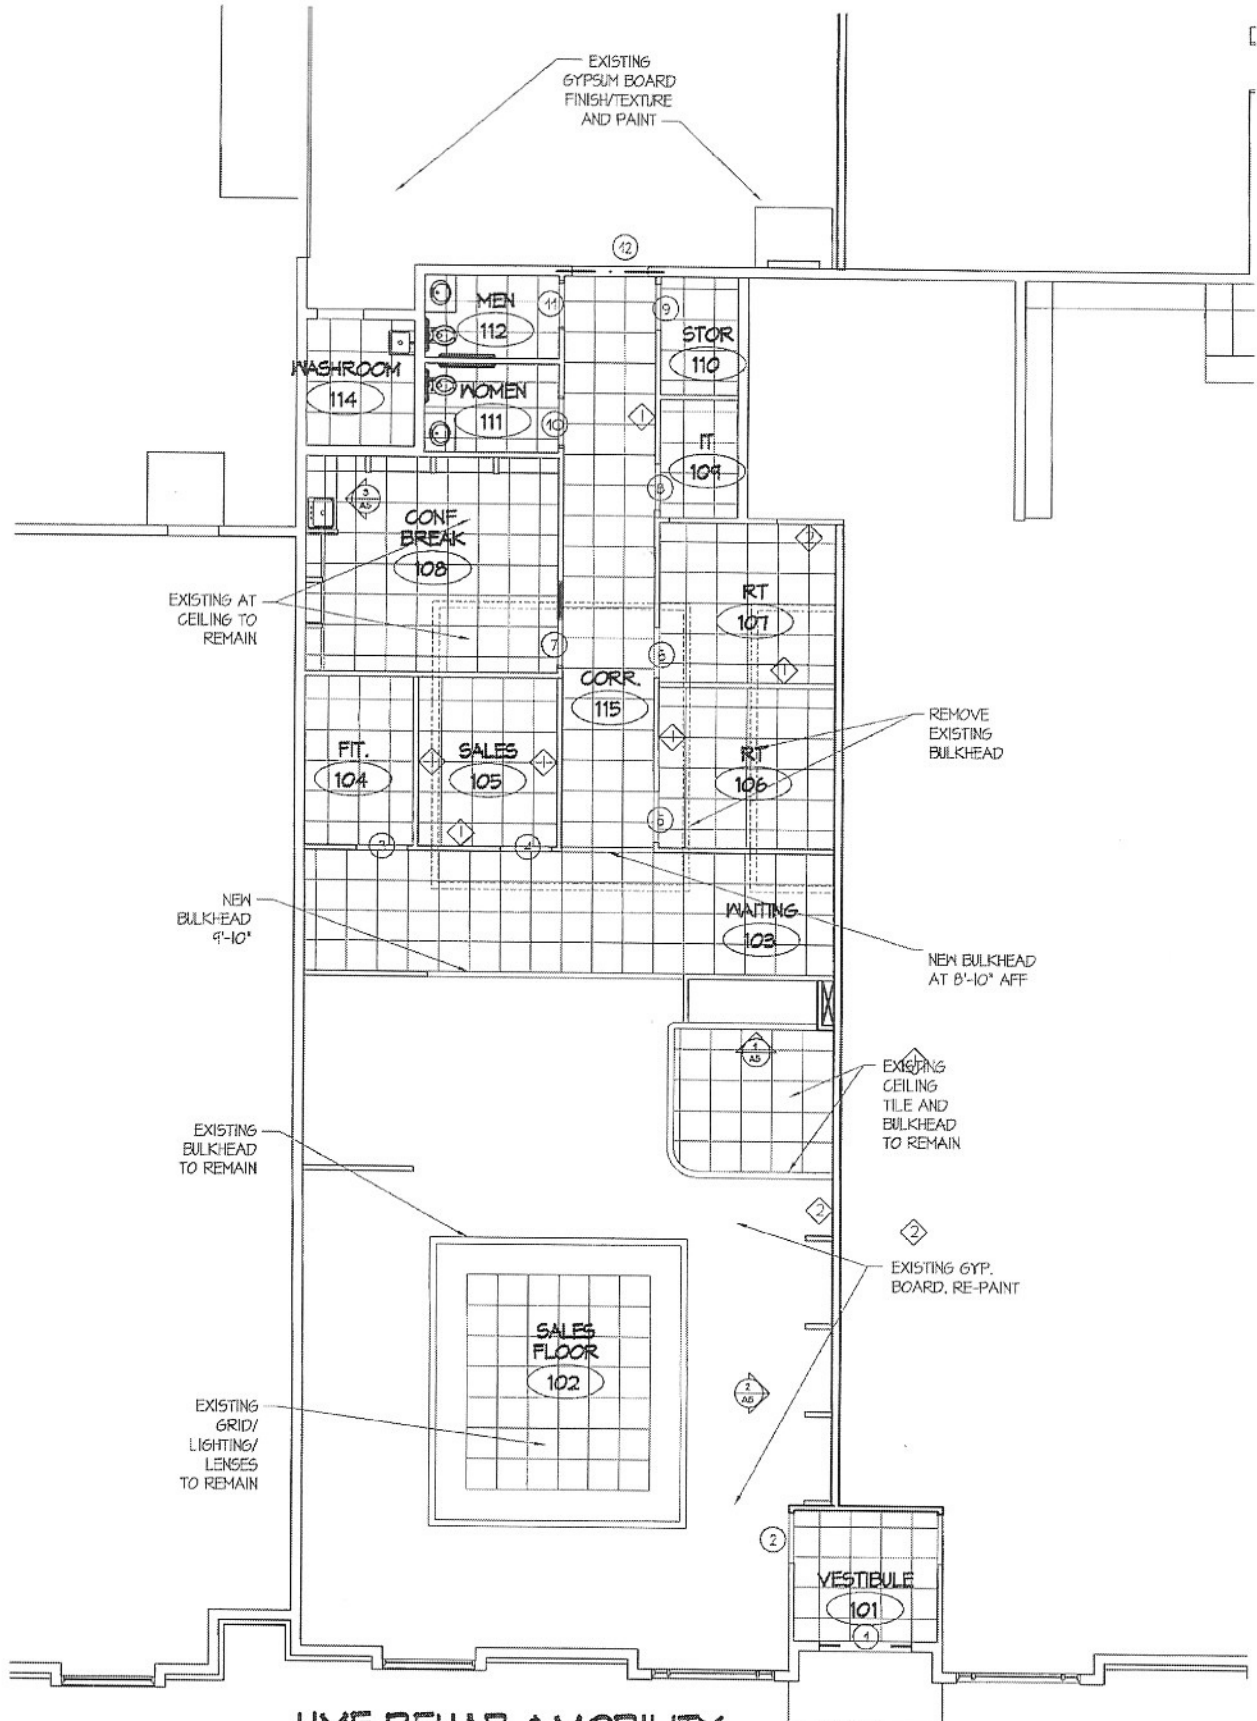 EXISTING
GYPSUM BOARD
FINISH/TEXTURE
AND PAINT
12
MEN
112
11
9
STOR
110
WASHROOM
114
WOMEN
111
10
1
IT
109
8
3
A5
CONF
BREAK
108
2
EXISTING AT
CEILING TO
REMAIN
RT
107
7
1
CORR.
115
REMOVE
EXISTING
BULKHEAD
FIT.
104
SALES
105
1
1
1
RT
106
1
5
3
4
NEW
BULKHEAD
9'-10"
WAITING
103
NEW BULKHEAD
AT 8'-10" AFF
1
A5
EXISTING
CEILING
TILE AND
BULKHEAD
TO REMAIN
EXISTING
BULKHEAD
TO REMAIN
2
2
EXISTING GYP.
BOARD, RE-PAINT
SALES
FLOOR
102
2
A5
EXISTING
GRID/
LIGHTING/
LENSES
TO REMAIN
2
VESTIBULE
101
1